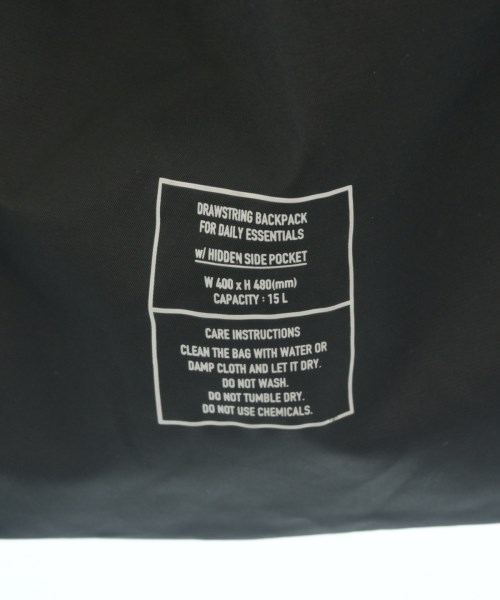 DRAWSTRING BACKPACK
FOR DAILY ESSENTIALS
w/ HIDDEN SIDE POCKET
W 400 x H 480(mm)
CAPACITY : 15 L
CARE INSTRUCTIONS
CLEAN THE BAG WITH WATER OR
DAMP CLOTH AND LET IT DRY.
DO NOT WASH.
DO NOT TUMBLE DRY.
DO NOT USE CHEMICALS.